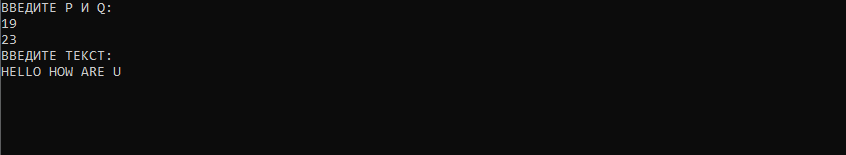 ВВЕДИТЕ P И Q:
19
23
ВВЕДИТЕ ТЕКСТ:
HELLO HOW ARE U